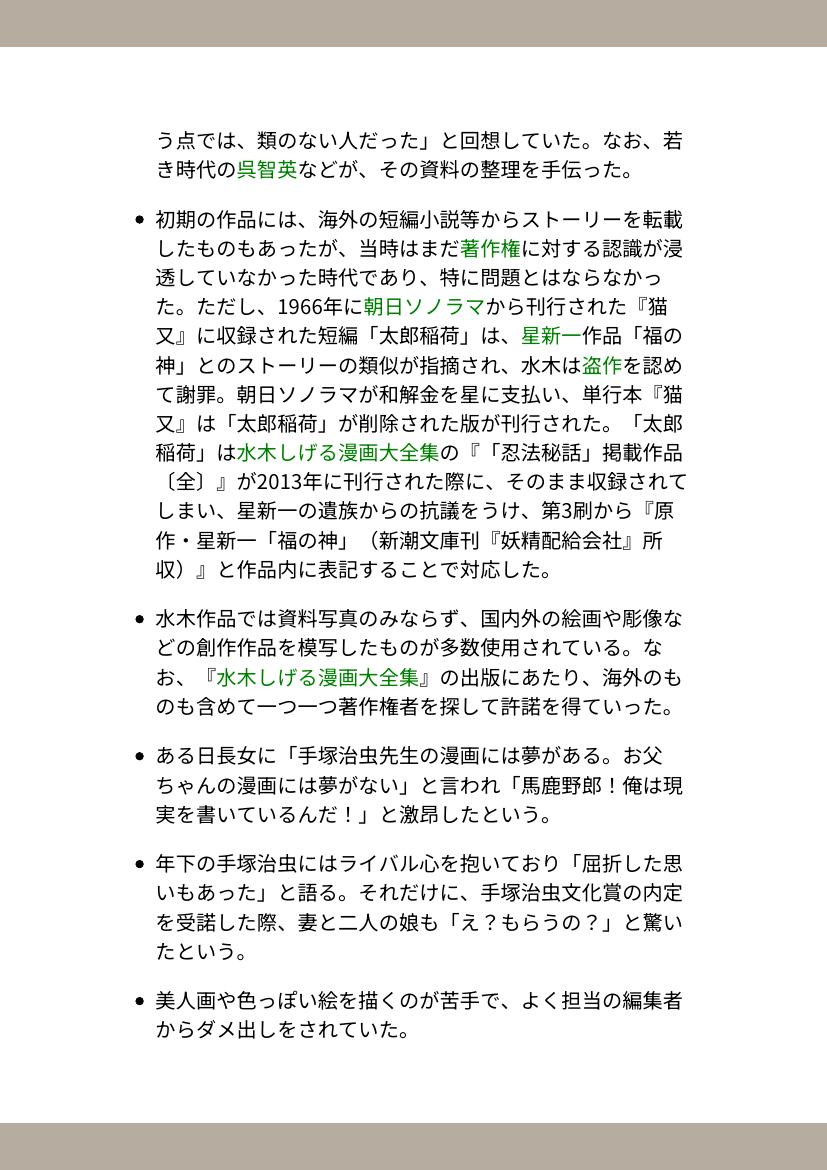 う点では、類のない人だった」と回想していた。なお、若
き時代の呉智英などが、その資料の整理を手伝った。
● 初期の作品には、海外の短編小説等からストーリーを転載
したものもあったが、当時はまだ著作権に対する認識が浸
透していなかった時代であり、特に問題とはならなかっ
た。ただし、1966年に朝日ソノラマから刊行された『猫
又』に収録された短編「太郎稲荷」は、星新一作品「福の
神」とのストーリーの類似が指摘され、水木は盗作を認め
て謝罪。朝日ソノラマが和解金を星に支払い、単行本『猫
又』は「太郎稲荷」が削除された版が刊行された。「太郎
稲荷」は水木しげる漫画大全集の『「忍法秘話」掲載作品
〔全〕』が2013年に刊行された際に、そのまま収録されて
しまい、星新一の遺族からの抗議をうけ、第3刷から『原
作・星新一「福の神」（新潮文庫刊『妖精配給会社』所
収）』と作品内に表記することで対応した。
● 水木作品では資料写真のみならず、国内外の絵画や彫像な
どの創作作品を模写したものが多数使用されている。な
お、『水木しげる漫画大全集』の出版にあたり、海外のも
のも含めて一つ一つ著作権者を探して許諾を得ていった。
● ある日長女に「手塚治虫先生の漫画には夢がある。お父
ちゃんの漫画には夢がない」と言われ「馬鹿野郎！俺は現
実を書いているんだ！」と激昂したという。
● 年下の手塚治虫にはライバル心を抱いており「屈折した思
いもあった」と語る。それだけに、手塚治虫文化賞の内定
を受諾した際、妻と二人の娘も「え？もらうの？」と驚い
たという。
● 美人画や色っぽい絵を描くのが苦手で、よく担当の編集者
からダメ出しをされていた。